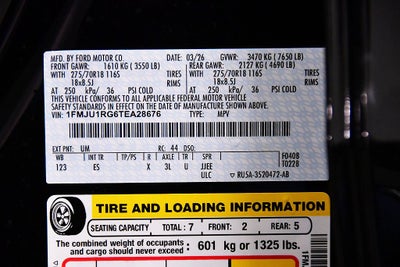 MFD. BY FORD MOTOR CO. 03/26 GVWR: 3470 KG (7650 LB)
FRONT GAWR: 1610 KG (3550 LB) REAR GAWR: 2127 KG (4690 LB)
WITH 275/70R18 116S TIRES WITH 275/70R18 116S TIRES
18x8.5J RIMS 18x8.5J RIMS
AT 250 kPa/ 36 PSI COLD AT 250 kPa/ 36 PSI COLD
THIS VEHICLE CONFORMS TO ALL APPLICABLE FEDERAL MOTOR VEHICLE
SAFETY STANDARDS IN EFFECT ON THE DATE OF MANUFACTURE SHOWN ABOVE.
VIN: 1FMJU1RG6TEA28676 TYPE: MPV
EXT PNT: UM RC: 44 DSO: F0408
WB INT TR TP/PS R AXLE TR SPR T0228
123 ES X 3L U JJEE
ULC RU5A-3520472-AB
TIRE AND LOADING INFORMATION
SEATING CAPACITY TOTAL: 7 FRONT: 2 REAR: 5
The combined weight of occupants
and cargo should never exceed 601 kg or 1325 lbs.